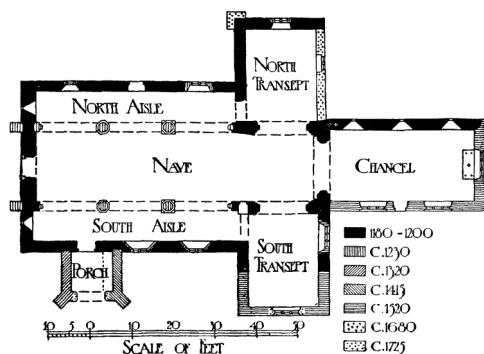 NORTH
TRANSEPT
NORTH AISLE
NAVE
CHANCEL
SOUTH AISLE
SOUTH
TRANSEPT
PORCH
1180-1200
C.1230
C.1320
C.1415
C.1520
C.1680
C.1725
10 5 0 10 20 30 40 50
SCALE OF FEET